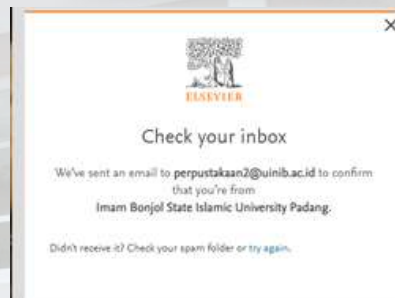 ELSEVIER
Check your inbox
We've sent an email to perpustakaan2@uinib.ac.id to confirm
that you're from
Imam Bonjol State Islamic University Padang.
Didn't receive it? Check your spam folder or try again.